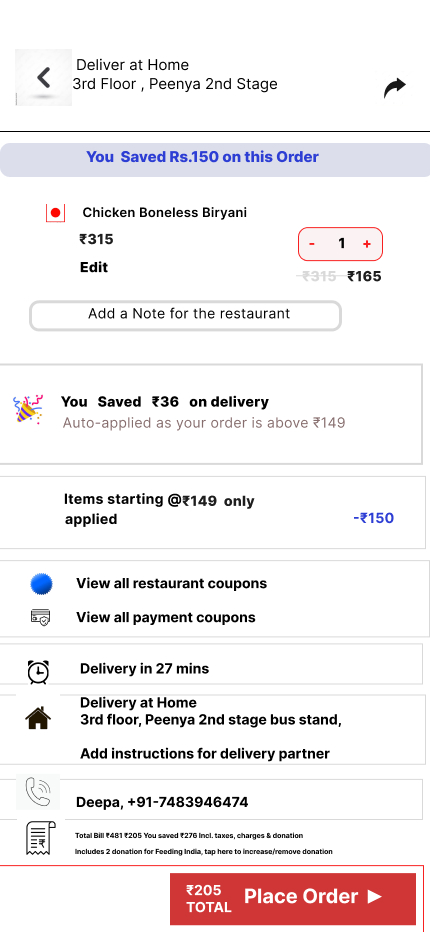 Deliver at Home
3rd Floor , Peenya 2nd Stage
You Saved Rs.150 on this Order
Chicken Boneless Biryani
₹315
- 1 +
Edit
₹315 ₹165
Add a Note for the restaurant
You Saved ₹36 on delivery
Auto-applied as your order is above ₹149
Items starting @₹149 only
applied
-₹150
View all restaurant coupons
View all payment coupons
Delivery in 27 mins
Delivery at Home
3rd floor, Peenya 2nd stage bus stand,
Add instructions for delivery partner
Deepa, +91-7483946474
Total Bill ₹481 ₹205 You saved ₹276 Incl. taxes, charges & donation
Includes 2 donation for Feeding India, tap here to increase/remove donation
₹205
TOTAL
Place Order ►